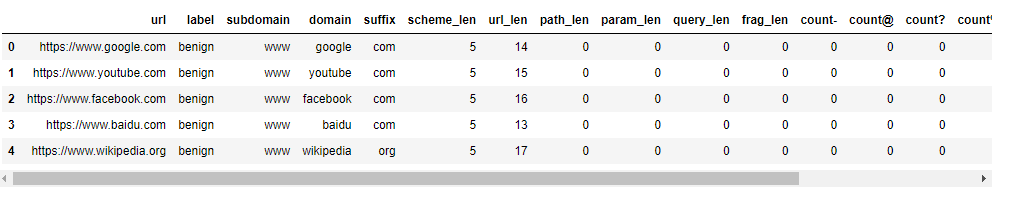 url label subdomain domain suffix scheme_len url_len path_len param_len query_len frag_len count- count@ count? count
0 https://www.google.com benign www google com 5 14 0 0 0 0 0 0 0
1 https://www.youtube.com benign www youtube com 5 15 0 0 0 0 0 0 0
2 https://www.facebook.com benign www facebook com 5 16 0 0 0 0 0 0 0
3 https://www.baidu.com benign www baidu com 5 13 0 0 0 0 0 0 0
4 https://www.wikipedia.org benign www wikipedia org 5 17 0 0 0 0 0 0 0